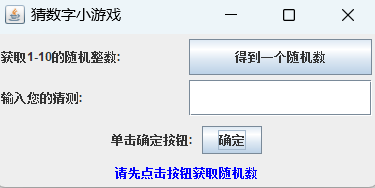 猜数字小游戏
获取1-10的随机整数: 得到一个随机数
输入您的猜测:
单击确定按钮: 确定
请先点击按钮获取随机数